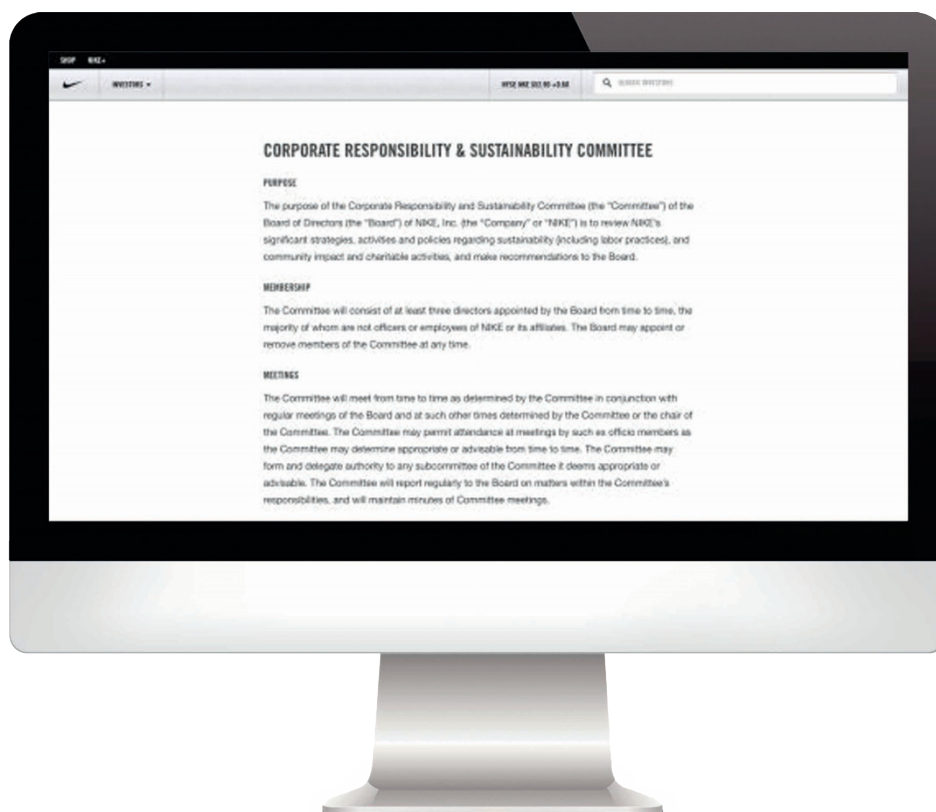 SHOP NIKE+
INVESTORS
SEARCH INVESTORS
CORPORATE RESPONSIBILITY & SUSTAINABILITY COMMITTEE
PURPOSE
The purpose of the Corporate Responsibility and Sustainability Committee (the "Committee") of the
Board of Directors (the "Board") of NIKE, Inc. (the "Company" or "NIKE") is to review NIKE's
significant strategies, activities and policies regarding sustainability (including labor practices), and
community impact and charitable activities, and make recommendations to the Board.
MEMBERSHIP
The Committee will consist of at least three directors appointed by the Board from time to time, the
majority of whom are not officers or employees of NIKE or its affiliates. The Board may appoint or
remove members of the Committee at any time.
MEETINGS
The Committee will meet from time to time as determined by the Committee in conjunction with
regular meetings of the Board and at such other times determined by the Committee or the chair of
the Committee. The Committee may permit attendance at meetings by such ex officio members as
the Committee may determine appropriate or advisable from time to time. The Committee may
form and delegate authority to any subcommittee of the Committee it deems appropriate or
advisable. The Committee will report regularly to the Board on matters within the Committee's
responsibilities, and will maintain minutes of Committee meetings.